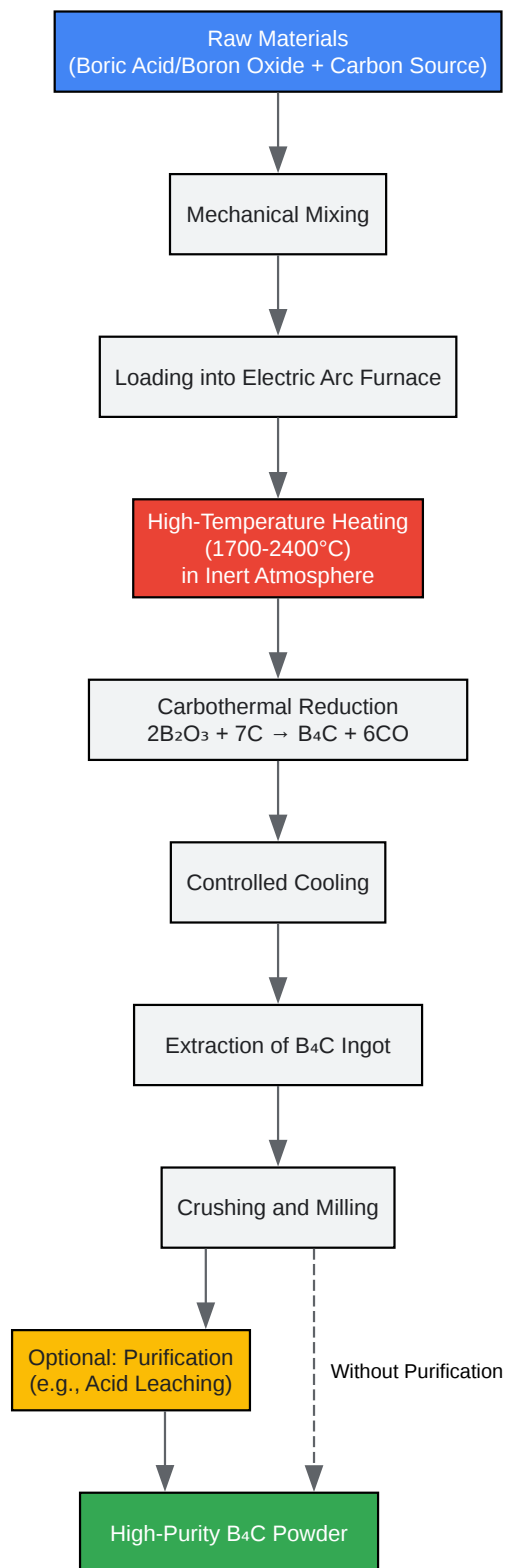 Raw Materials
(Boric Acid/Boron Oxide + Carbon Source)
Mechanical Mixing
Loading into Electric Arc Furnace
High-Temperature Heating
(1700-2400°C)
in Inert Atmosphere
Carbothermal Reduction
2B₂O₃ + 7C → B₄C + 6CO
Controlled Cooling
Extraction of B₄C Ingot
Crushing and Milling
Optional: Purification
(e.g., Acid Leaching)
Without Purification
High-Purity B₄C Powder